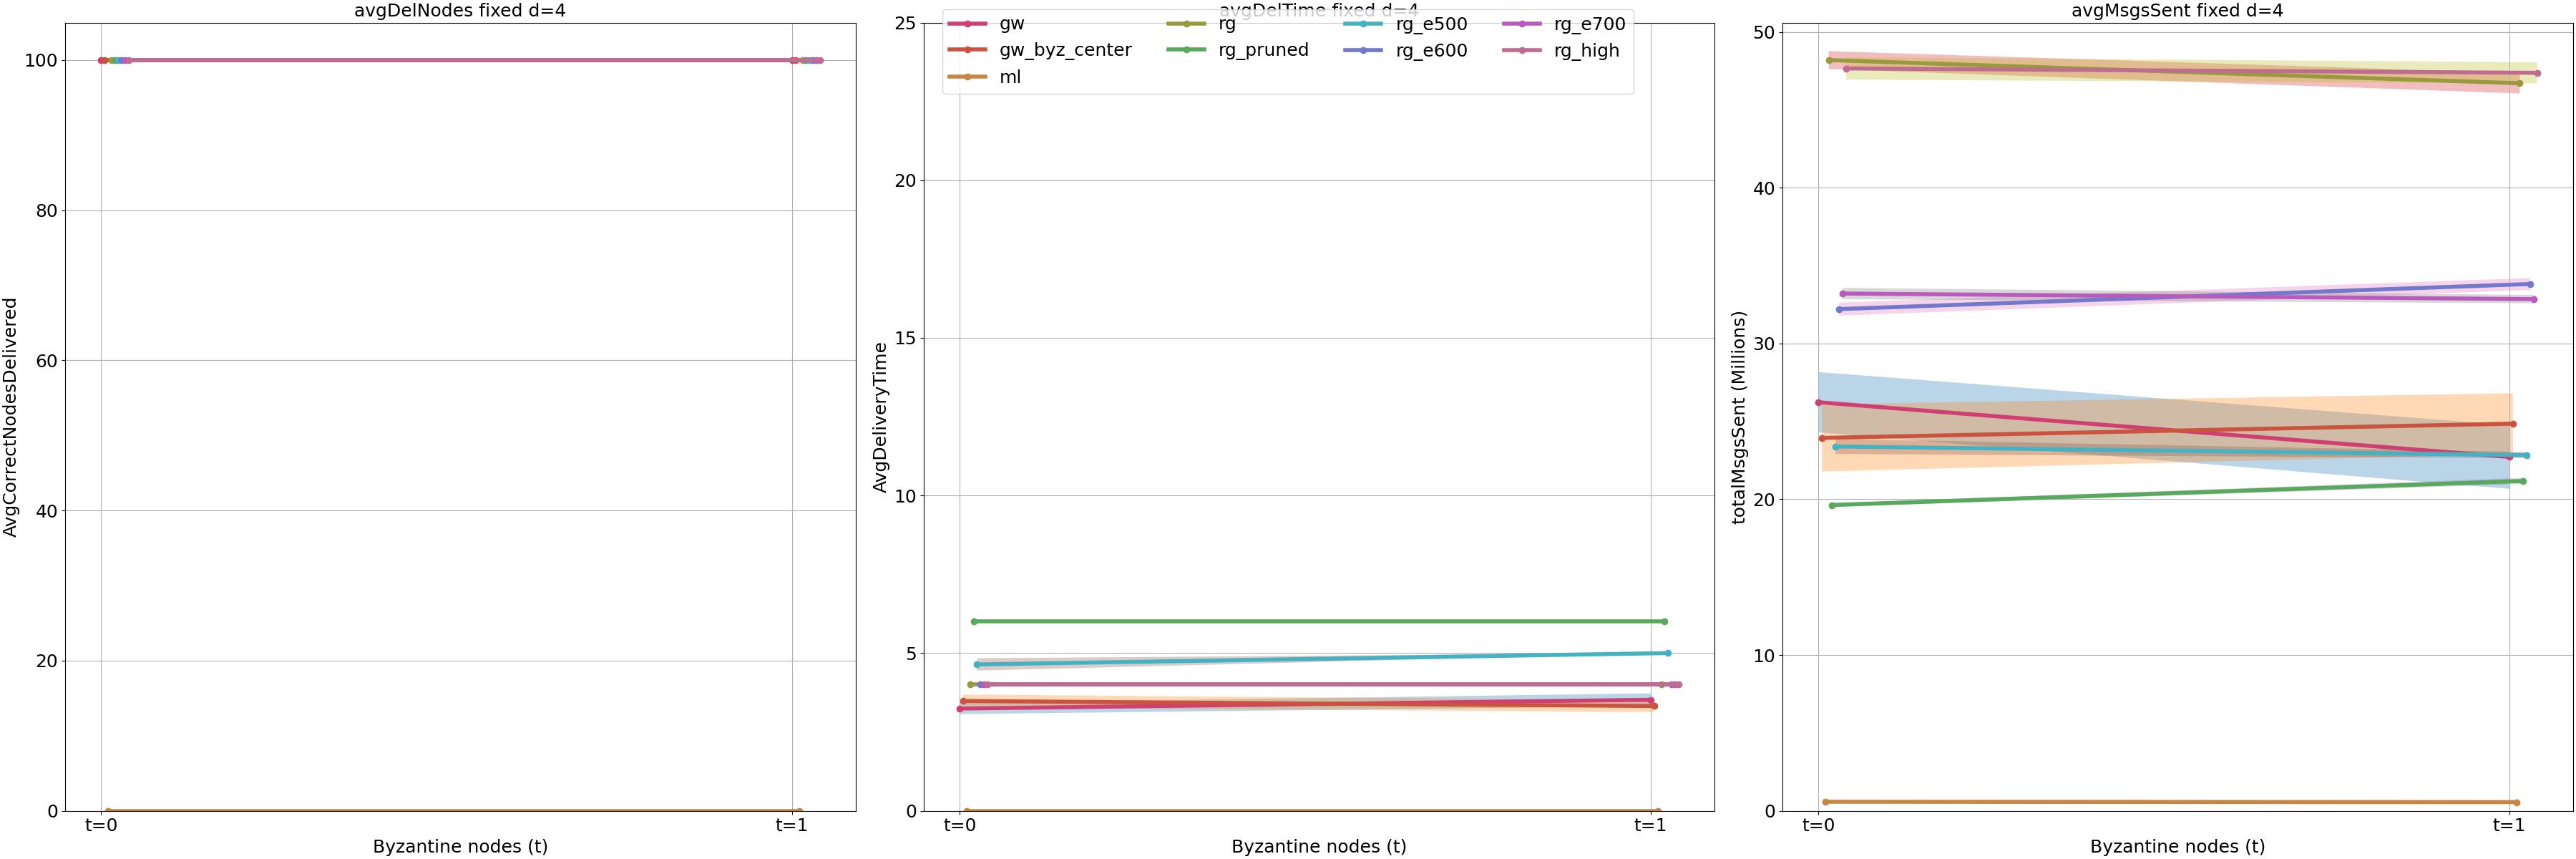 avgDelNodes fixed d=4
100
80
60
40
20
0
t=0
t=1
AvgCorrectNodesDelivered
Byzantine nodes (t)
avgDelTime fixed d=4
gw
gw_byz_center
ml
rg
rg_pruned
rg_e500
rg_e600
rg_e700
rg_high
25
20
15
10
5
0
t=0
t=1
AvgDeliveryTime
Byzantine nodes (t)
avgMsgsSent fixed d=4
50
40
30
20
10
0
t=0
t=1
totalMsgsSent (Millions)
Byzantine nodes (t)